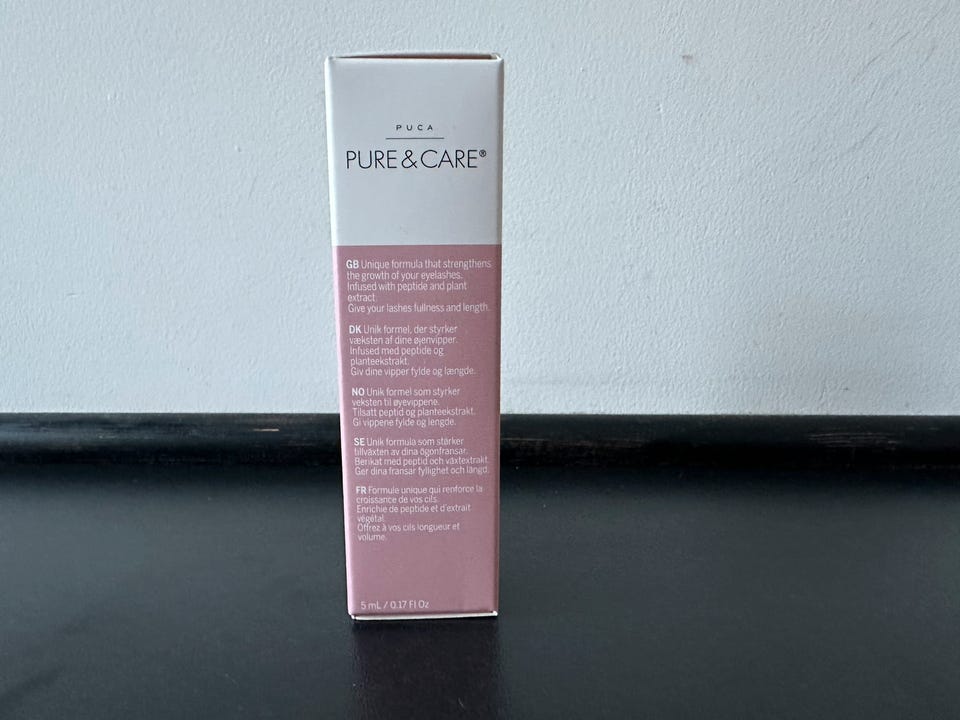 PUCA
PURE & CARE®
GB Unique formula that strengthens
the growth of your eyelashes.
Infused with peptide and plant
extract.
Give your lashes fullness and length.
DK Unik formel, der styrker
væksten af dine øjenvipper.
Infused med peptide og
planteekstrakt.
Giv dine vipper fylde og længde.
NO Unik formel som styrker
veksten til øyevippene.
Tilsatt peptid og planteekstrakt.
Gi vippene fylde og lengde.
SE Unik formula som stärker
tillväxten av dina ögonfransar.
Berikat med peptid och växtextrakt.
Ger dina fransar fyllighet och längd.
FR Formule unique qui renforce la
croissance de vos cils.
Enrichie de peptide et d'extrait
végétal.
Offrez à vos cils longueur et
volume.
5 mL / 0.17 Fl Oz